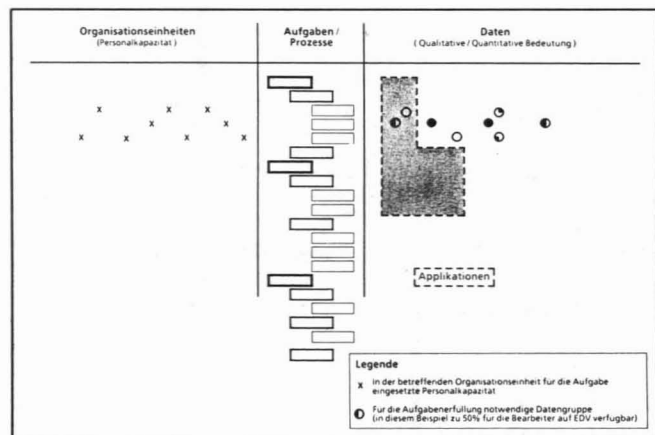 Organisationseinheiten
(Personalkapazität)
Aufgaben /
Prozesse
Daten
(Qualitative / Quantitative Bedeutung)
x x x
x x
x x x x
Applikationen
Legende
x In der betreffenden Organisationseinheit für die Aufgabe
eingesetzte Personalkapazität
Für die Aufgabenerfüllung notwendige Datengruppe
(in diesem Beispiel zu 50% für die Bearbeiter auf EDV verfügbar)